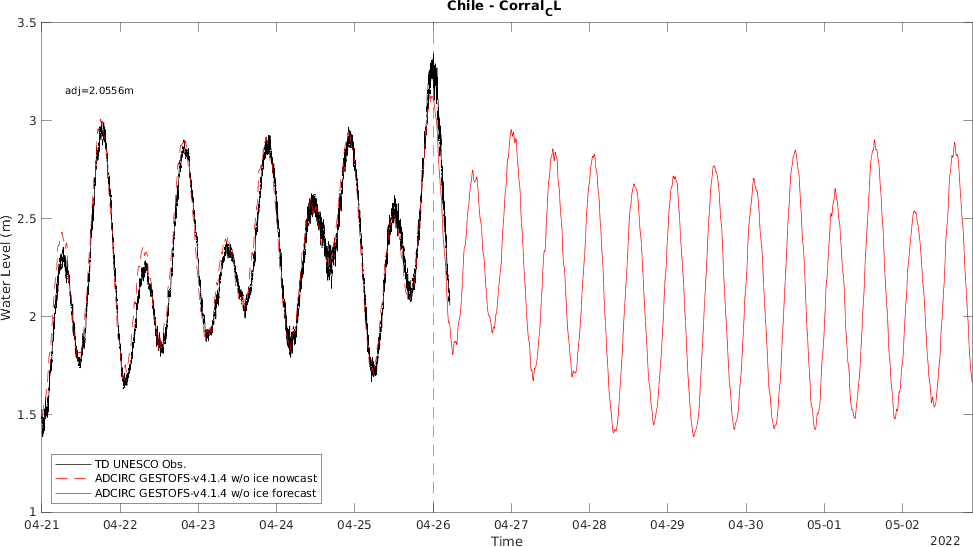 Chile - Corral_CL
3.5
adj=2.0556m
3
2.5
Water Level (m)
2
1.5
TD UNESCO Obs.
ADCIRC GESTOFS-v4.1.4 w/o ice nowcast
ADCIRC GESTOFS-v4.1.4 w/o ice forecast
1
04-21 04-22 04-23 04-24 04-25 04-26 04-27 04-28 04-29 04-30 05-01 05-02
Time
2022